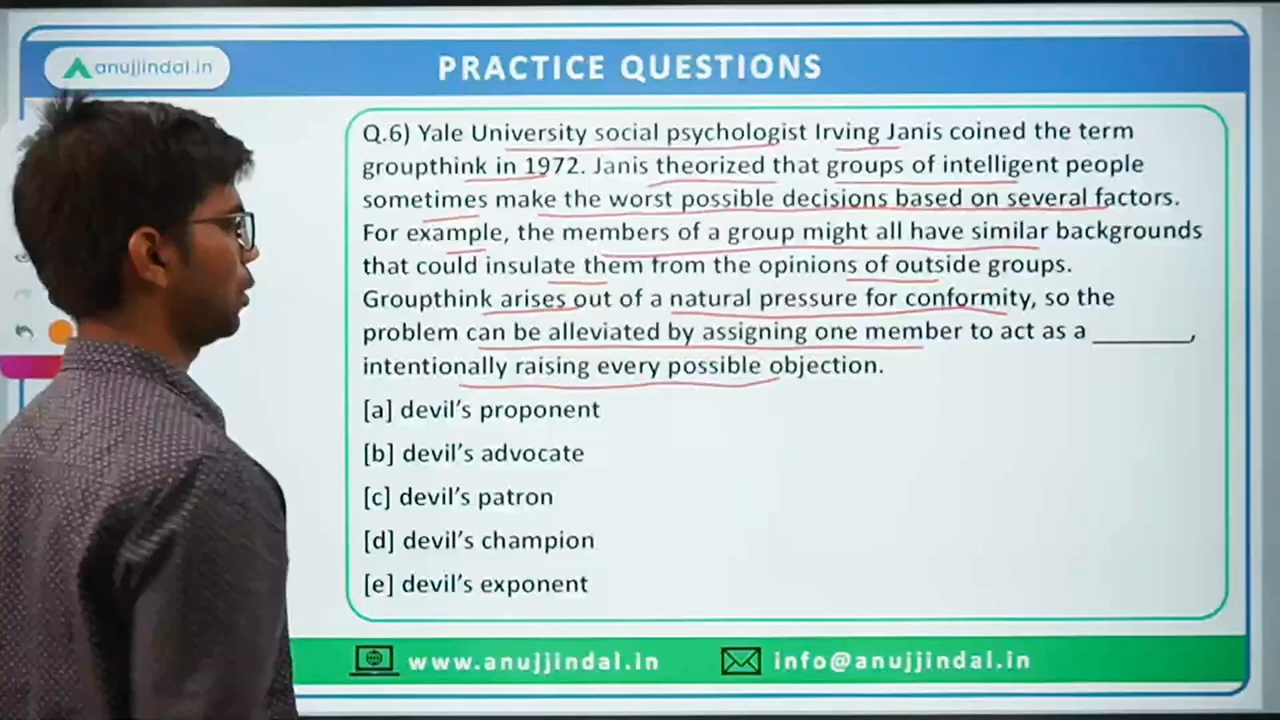 anujjindal.in
PRACTICE QUESTIONS
Q.6) Yale University social psychologist Irving Janis coined the term
groupthink in 1972. Janis theorized that groups of intelligent people
sometimes make the worst possible decisions based on several factors.
For example, the members of a group might all have similar backgrounds
that could insulate them from the opinions of outside groups.
Groupthink arises out of a natural pressure for conformity, so the
problem can be alleviated by assigning one member to act as a ________,
intentionally raising every possible objection.
[a] devil's proponent
[b] devil's advocate
[c] devil's patron
[d] devil's champion
[e] devil's exponent
www.anujjindal.in
info@anujjindal.in